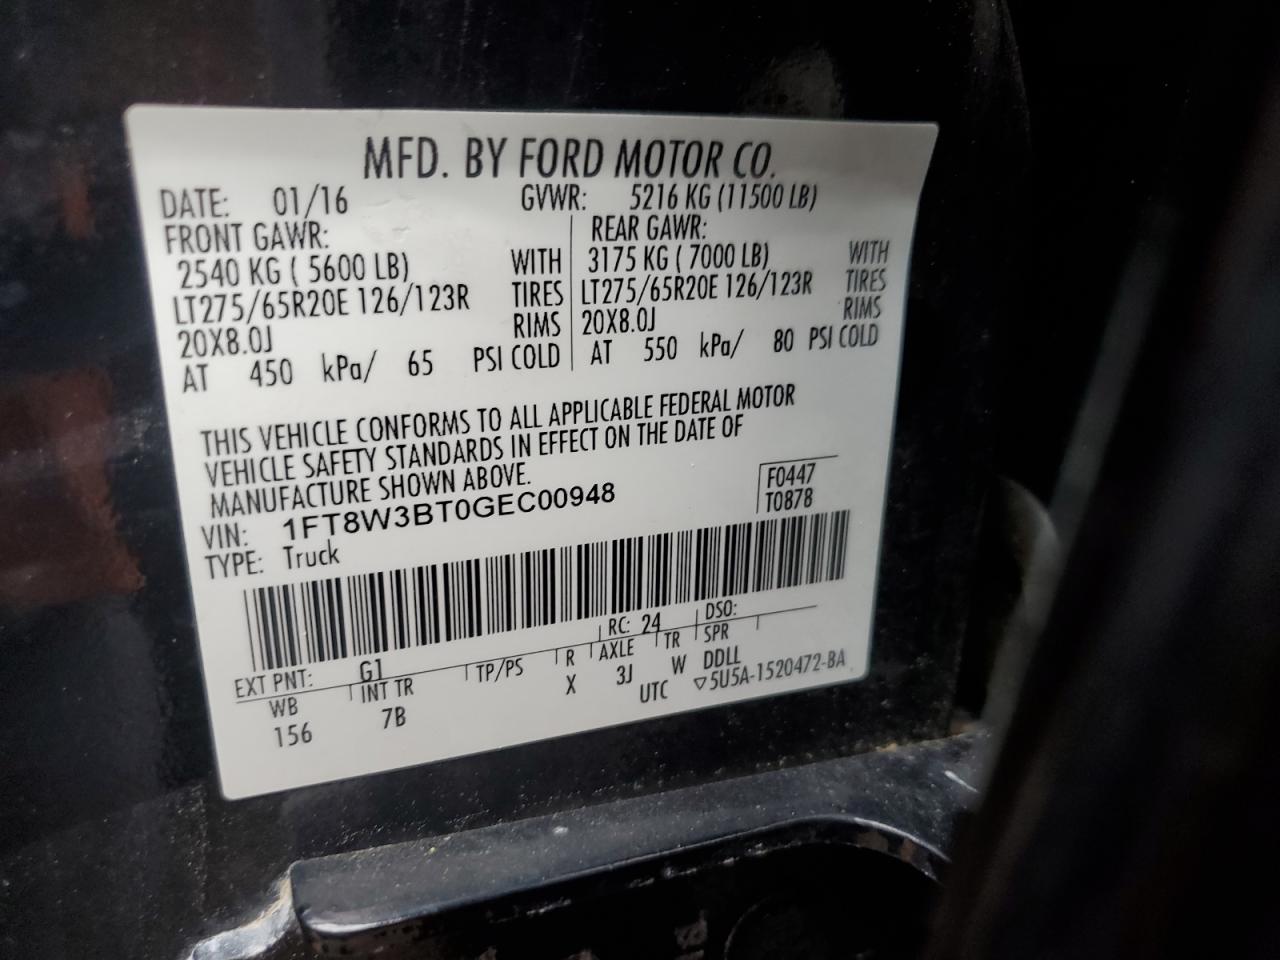 MFD. BY FORD MOTOR CO.
DATE: 01/16 GVWR: 5216 KG (11500 LB)
FRONT GAWR: REAR GAWR:
2540 KG ( 5600 LB) WITH 3175 KG ( 7000 LB) WITH
LT275/65R20E 126/123R TIRES LT275/65R20E 126/123R TIRES
20X8.0J RIMS 20X8.0J RIMS
AT 450 kPa/ 65 PSI COLD AT 550 kPa/ 80 PSI COLD
THIS VEHICLE CONFORMS TO ALL APPLICABLE FEDERAL MOTOR
VEHICLE SAFETY STANDARDS IN EFFECT ON THE DATE OF
MANUFACTURE SHOWN ABOVE.
VIN: 1FT8W3BT0GEC00948 F0447
TYPE: Truck T0878
EXT PNT: G1 RC: 24 DSO:
WB INT TR TP/PS R AXLE TR SPR
156 7B X 3J W DDLL
UTC ▽5U5A-1520472-BA